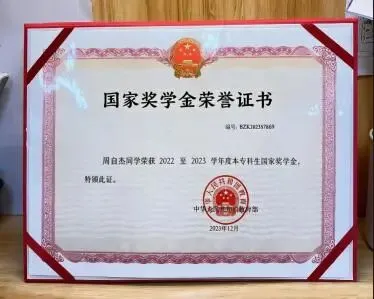 国家奖学金荣誉证书
编号:BZK202357869
周自杰同学荣获 2022 至 2023 学年度本专科生国家奖学金,
特颁此证。
中华人民共和国教育部
2023年12月